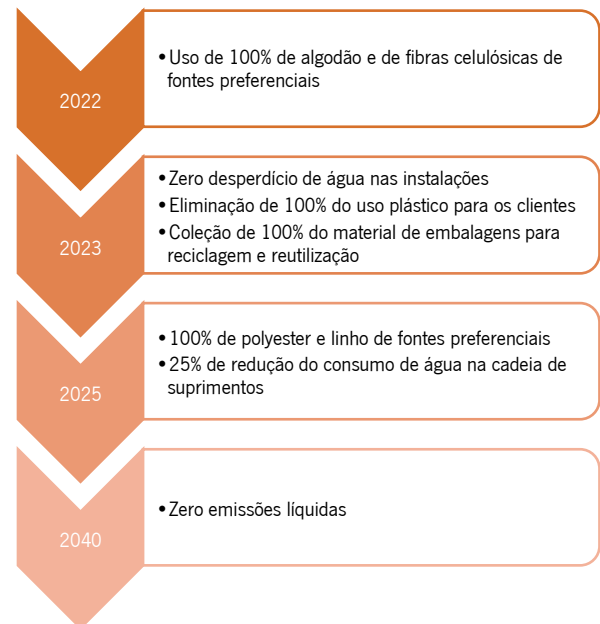 2022
•Uso de 100% de algodão e de fibras celulósicas de
fontes preferenciais
2023
•Zero desperdício de água nas instalações
•Eliminação de 100% do uso plástico para os clientes
•Coleção de 100% do material de embalagens para
reciclagem e reutilização
2025
•100% de polyester e linho de fontes preferenciais
•25% de redução do consumo de água na cadeia de
suprimentos
2040
•Zero emissões líquidas